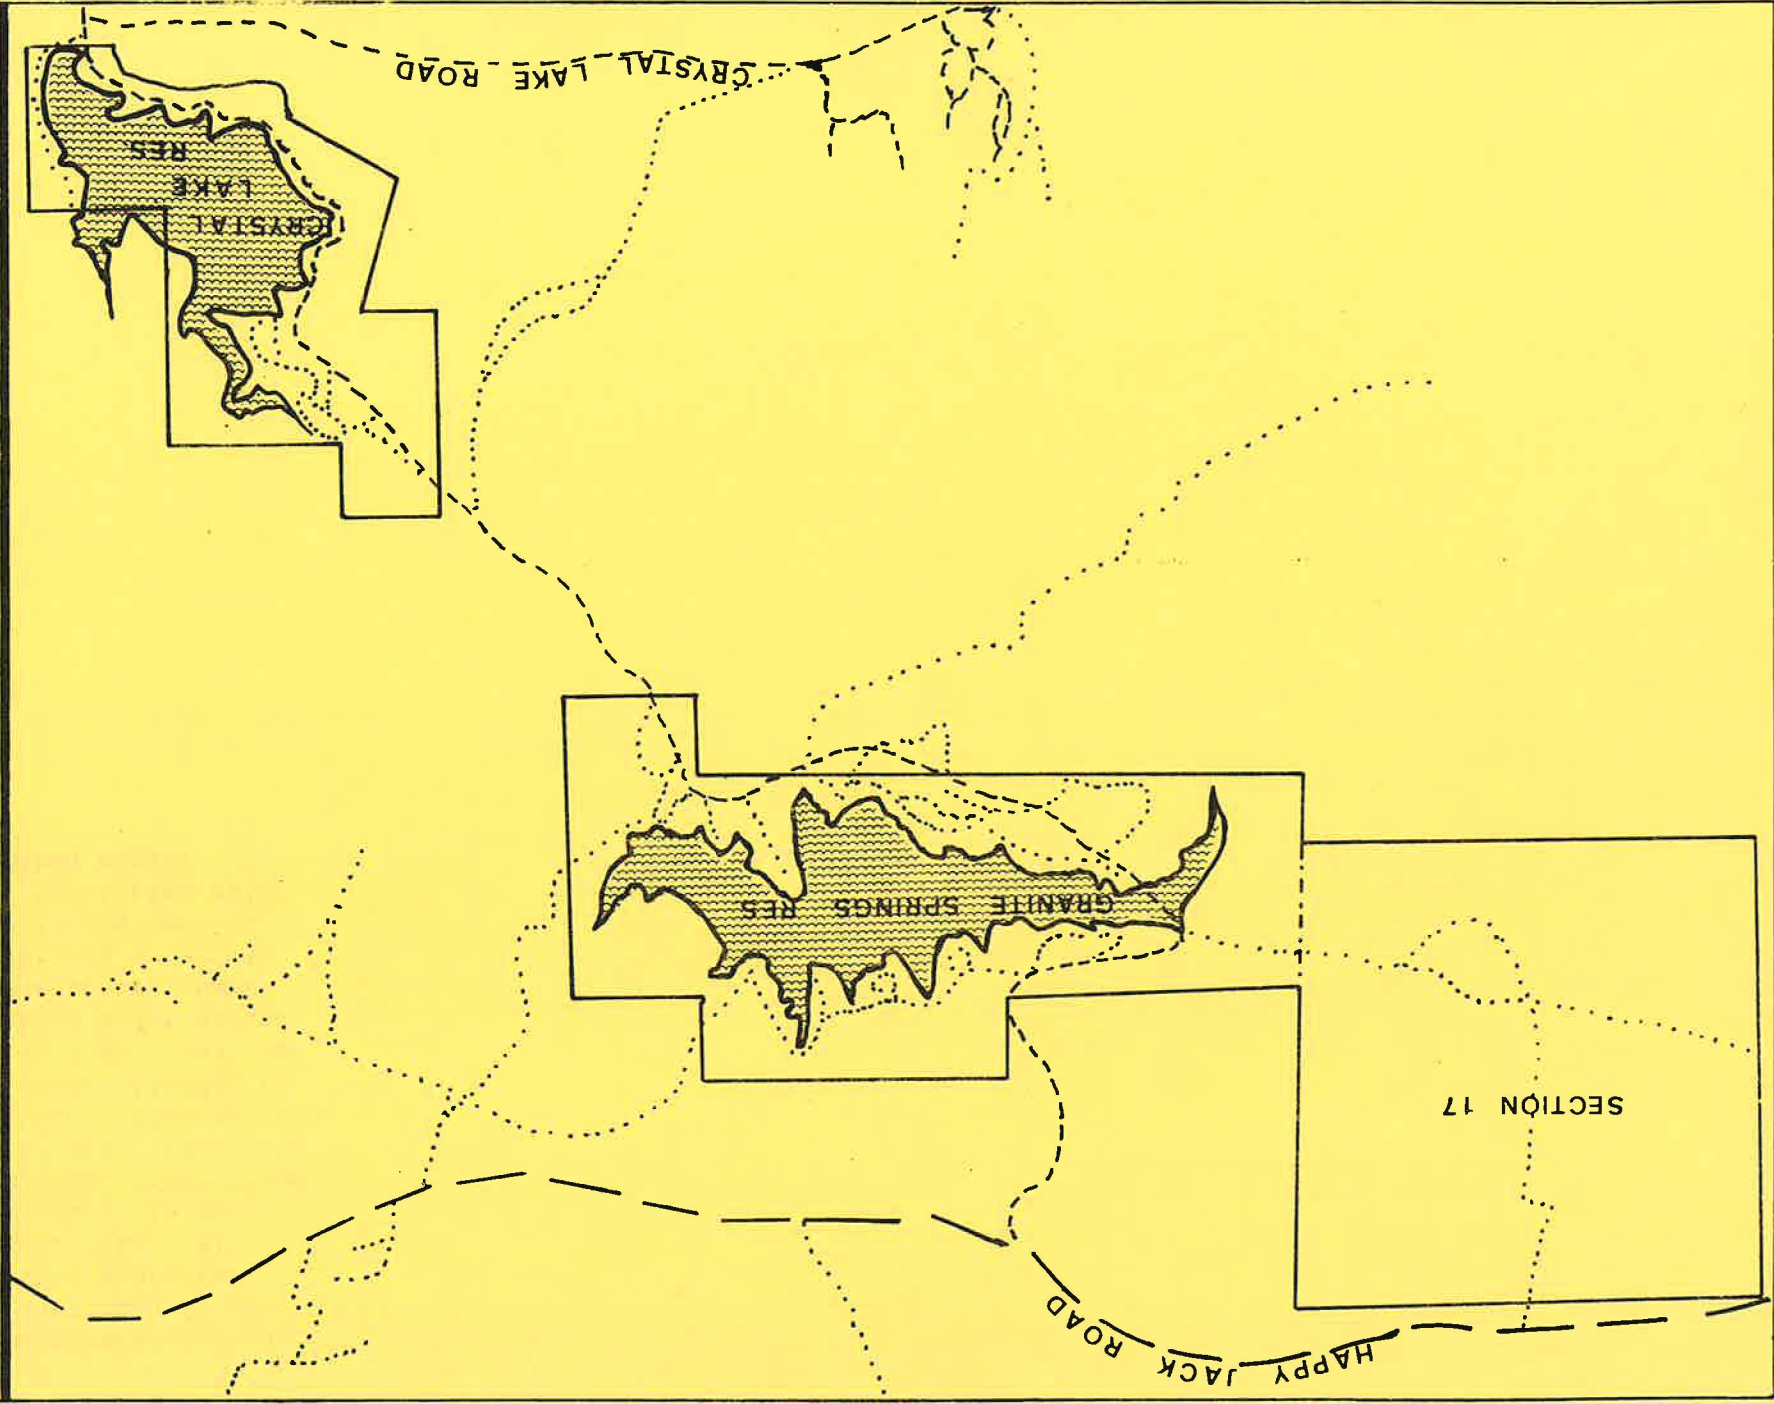 HAPPY JACK ROAD
SECTION 17
GRANITE SPRINGS RES
CRYSTAL
LAKE
RES
CRYSTAL LAKE ROAD